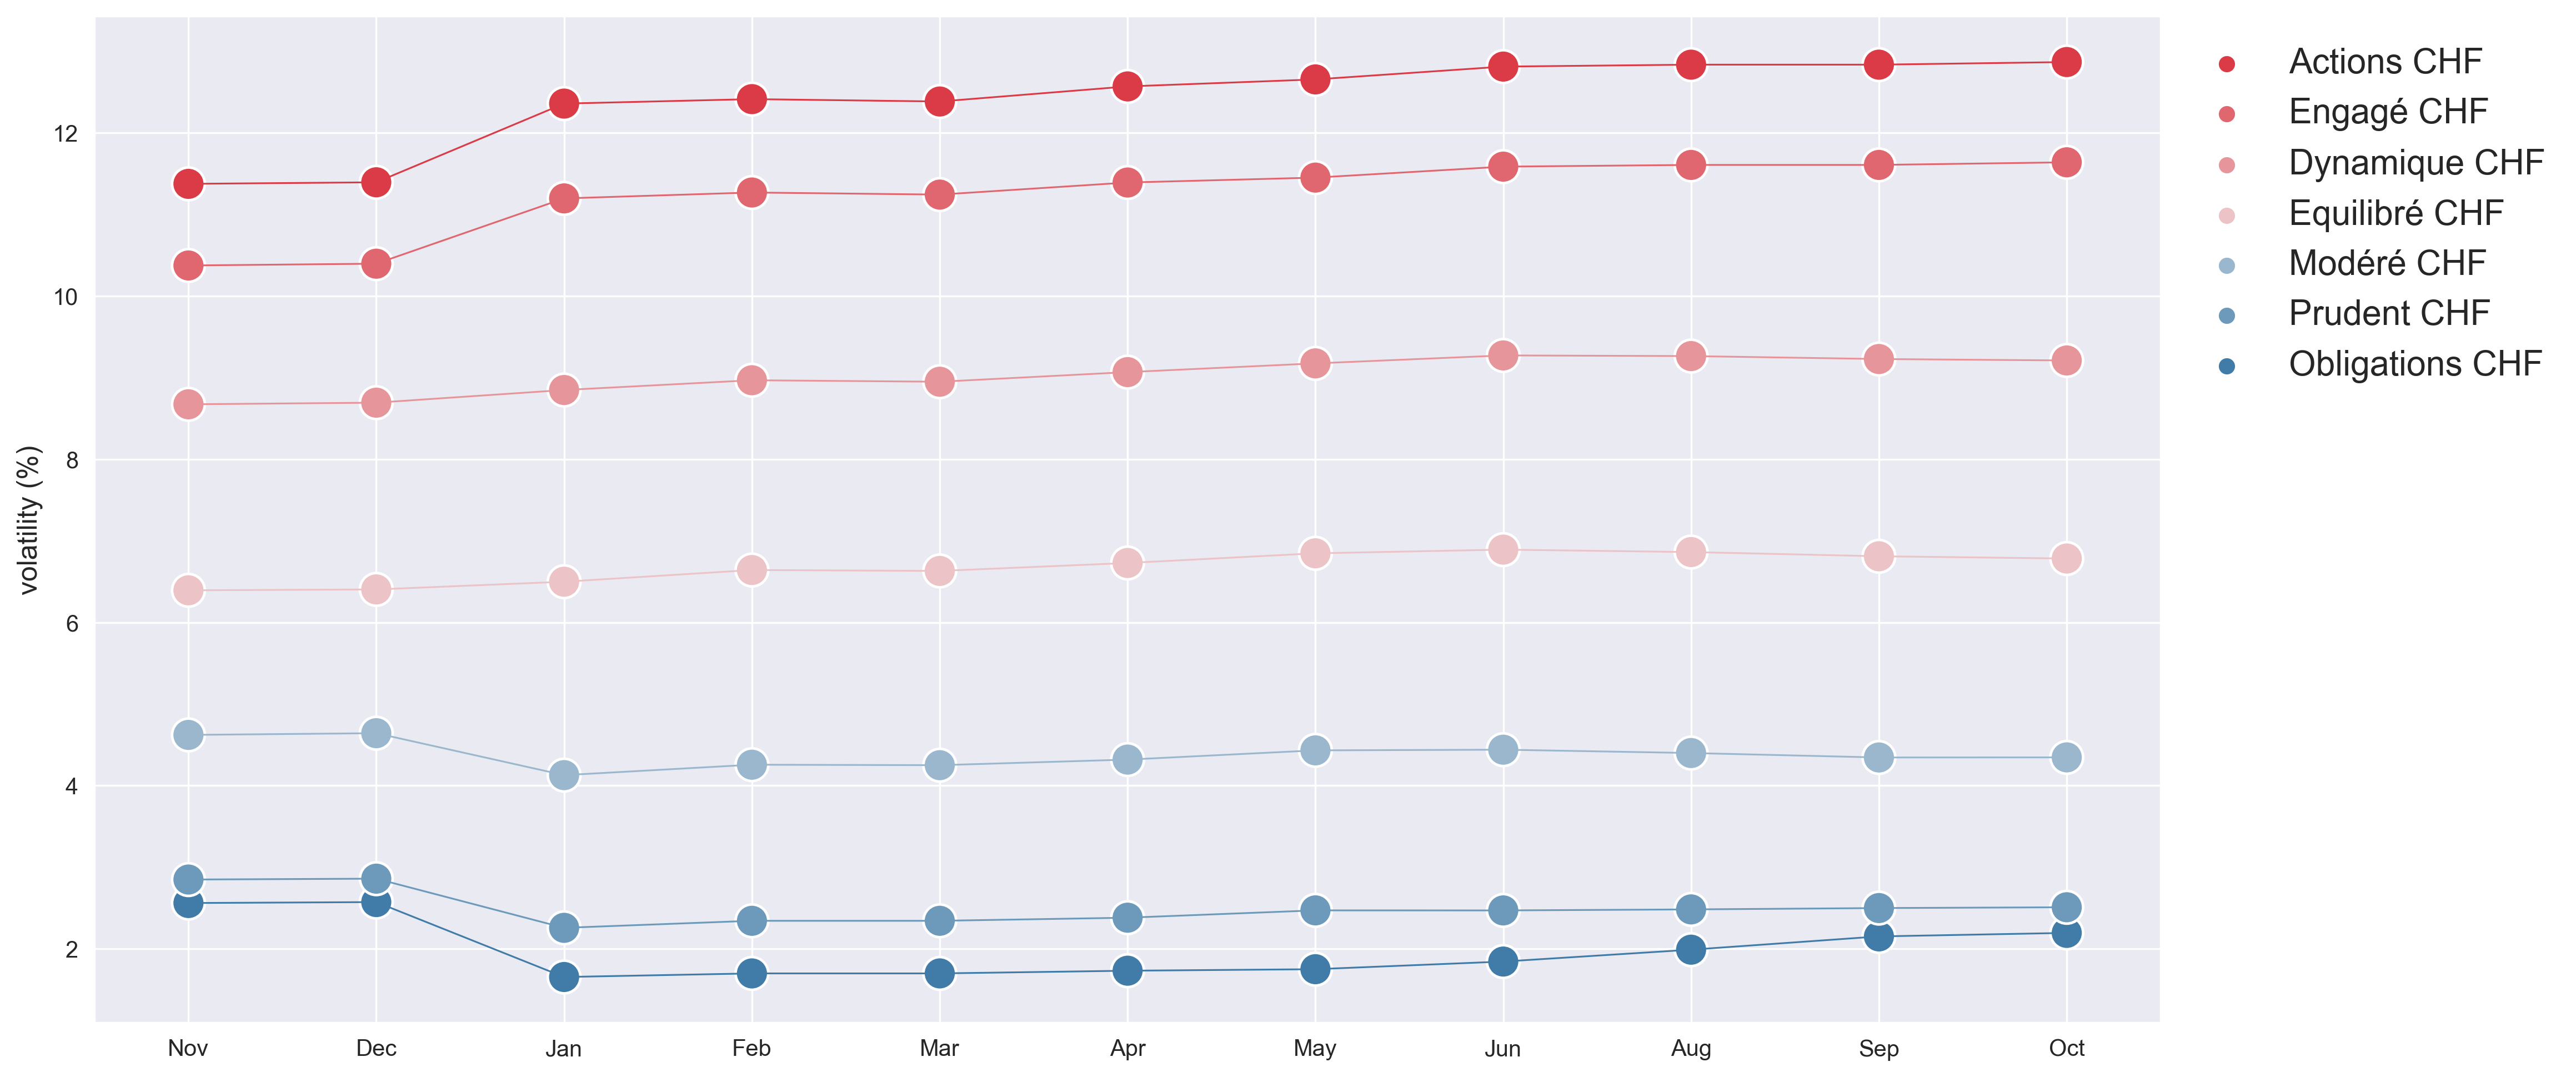 Actions CHF
Engagé CHF
Dynamique CHF
Equilibré CHF
Modéré CHF
Prudent CHF
Obligations CHF
volatility (%)
12
10
8
6
4
2
Nov Dec Jan Feb Mar Apr May Jun Aug Sep Oct